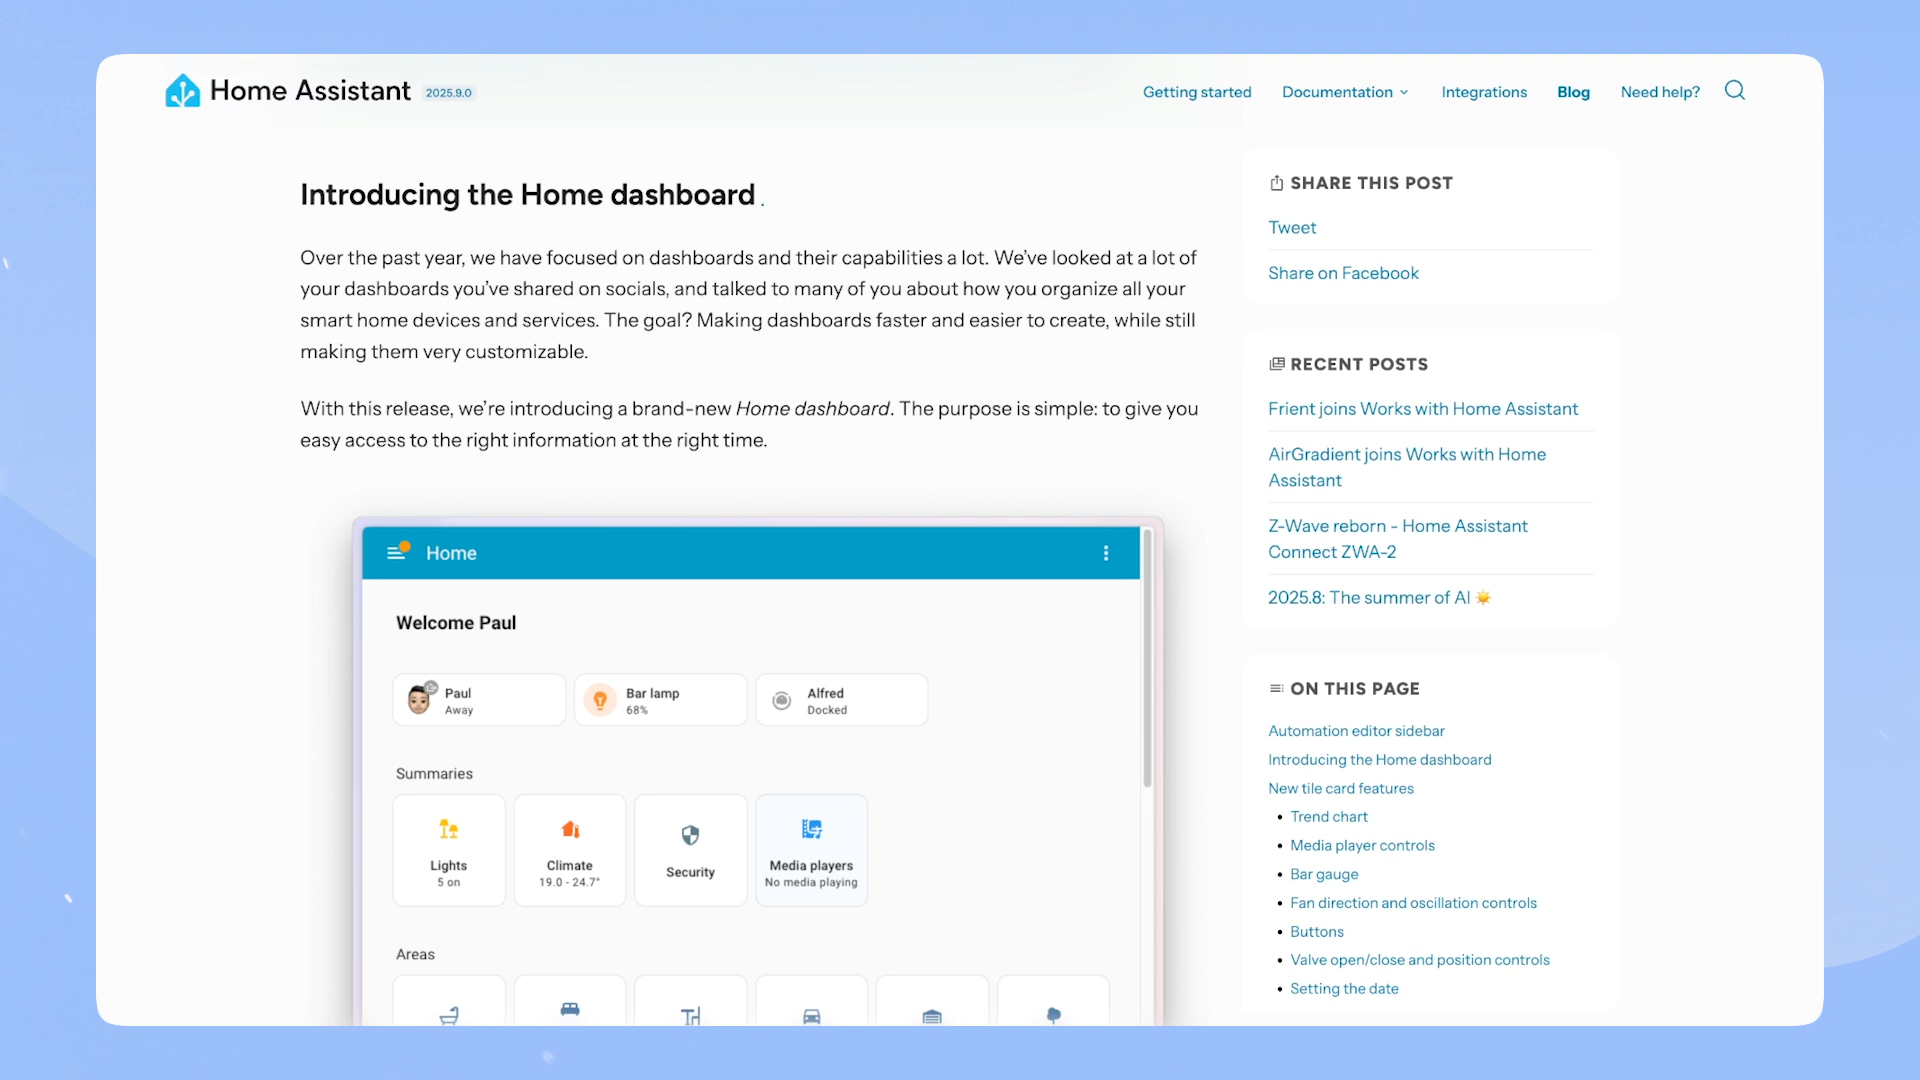 Home Assistant 2025.9.0
Getting started Documentation Integrations Blog Need help?
Introducing the Home dashboard.
Over the past year, we have focused on dashboards and their capabilities a lot. We’ve looked at a lot of
your dashboards you’ve shared on socials, and talked to many of you about how you organize all your
smart home devices and services. The goal? Making dashboards faster and easier to create, while still
making them very customizable.
With this release, we’re introducing a brand-new Home dashboard. The purpose is simple: to give you
easy access to the right information at the right time.
Home
Welcome Paul
Paul
Away
Bar lamp
68%
Alfred
Docked
Summaries
Lights
5 on
Climate
19.0 - 24.7°
Security
Media players
No media playing
Areas
SHARE THIS POST
Tweet
Share on Facebook
RECENT POSTS
Frient joins Works with Home Assistant
AirGradient joins Works with Home
Assistant
Z-Wave reborn - Home Assistant
Connect ZWA-2
2025.8: The summer of AI ☀️
ON THIS PAGE
Automation editor sidebar
Introducing the Home dashboard
New tile card features
• Trend chart
• Media player controls
• Bar gauge
• Fan direction and oscillation controls
• Buttons
• Valve open/close and position controls
• Setting the date